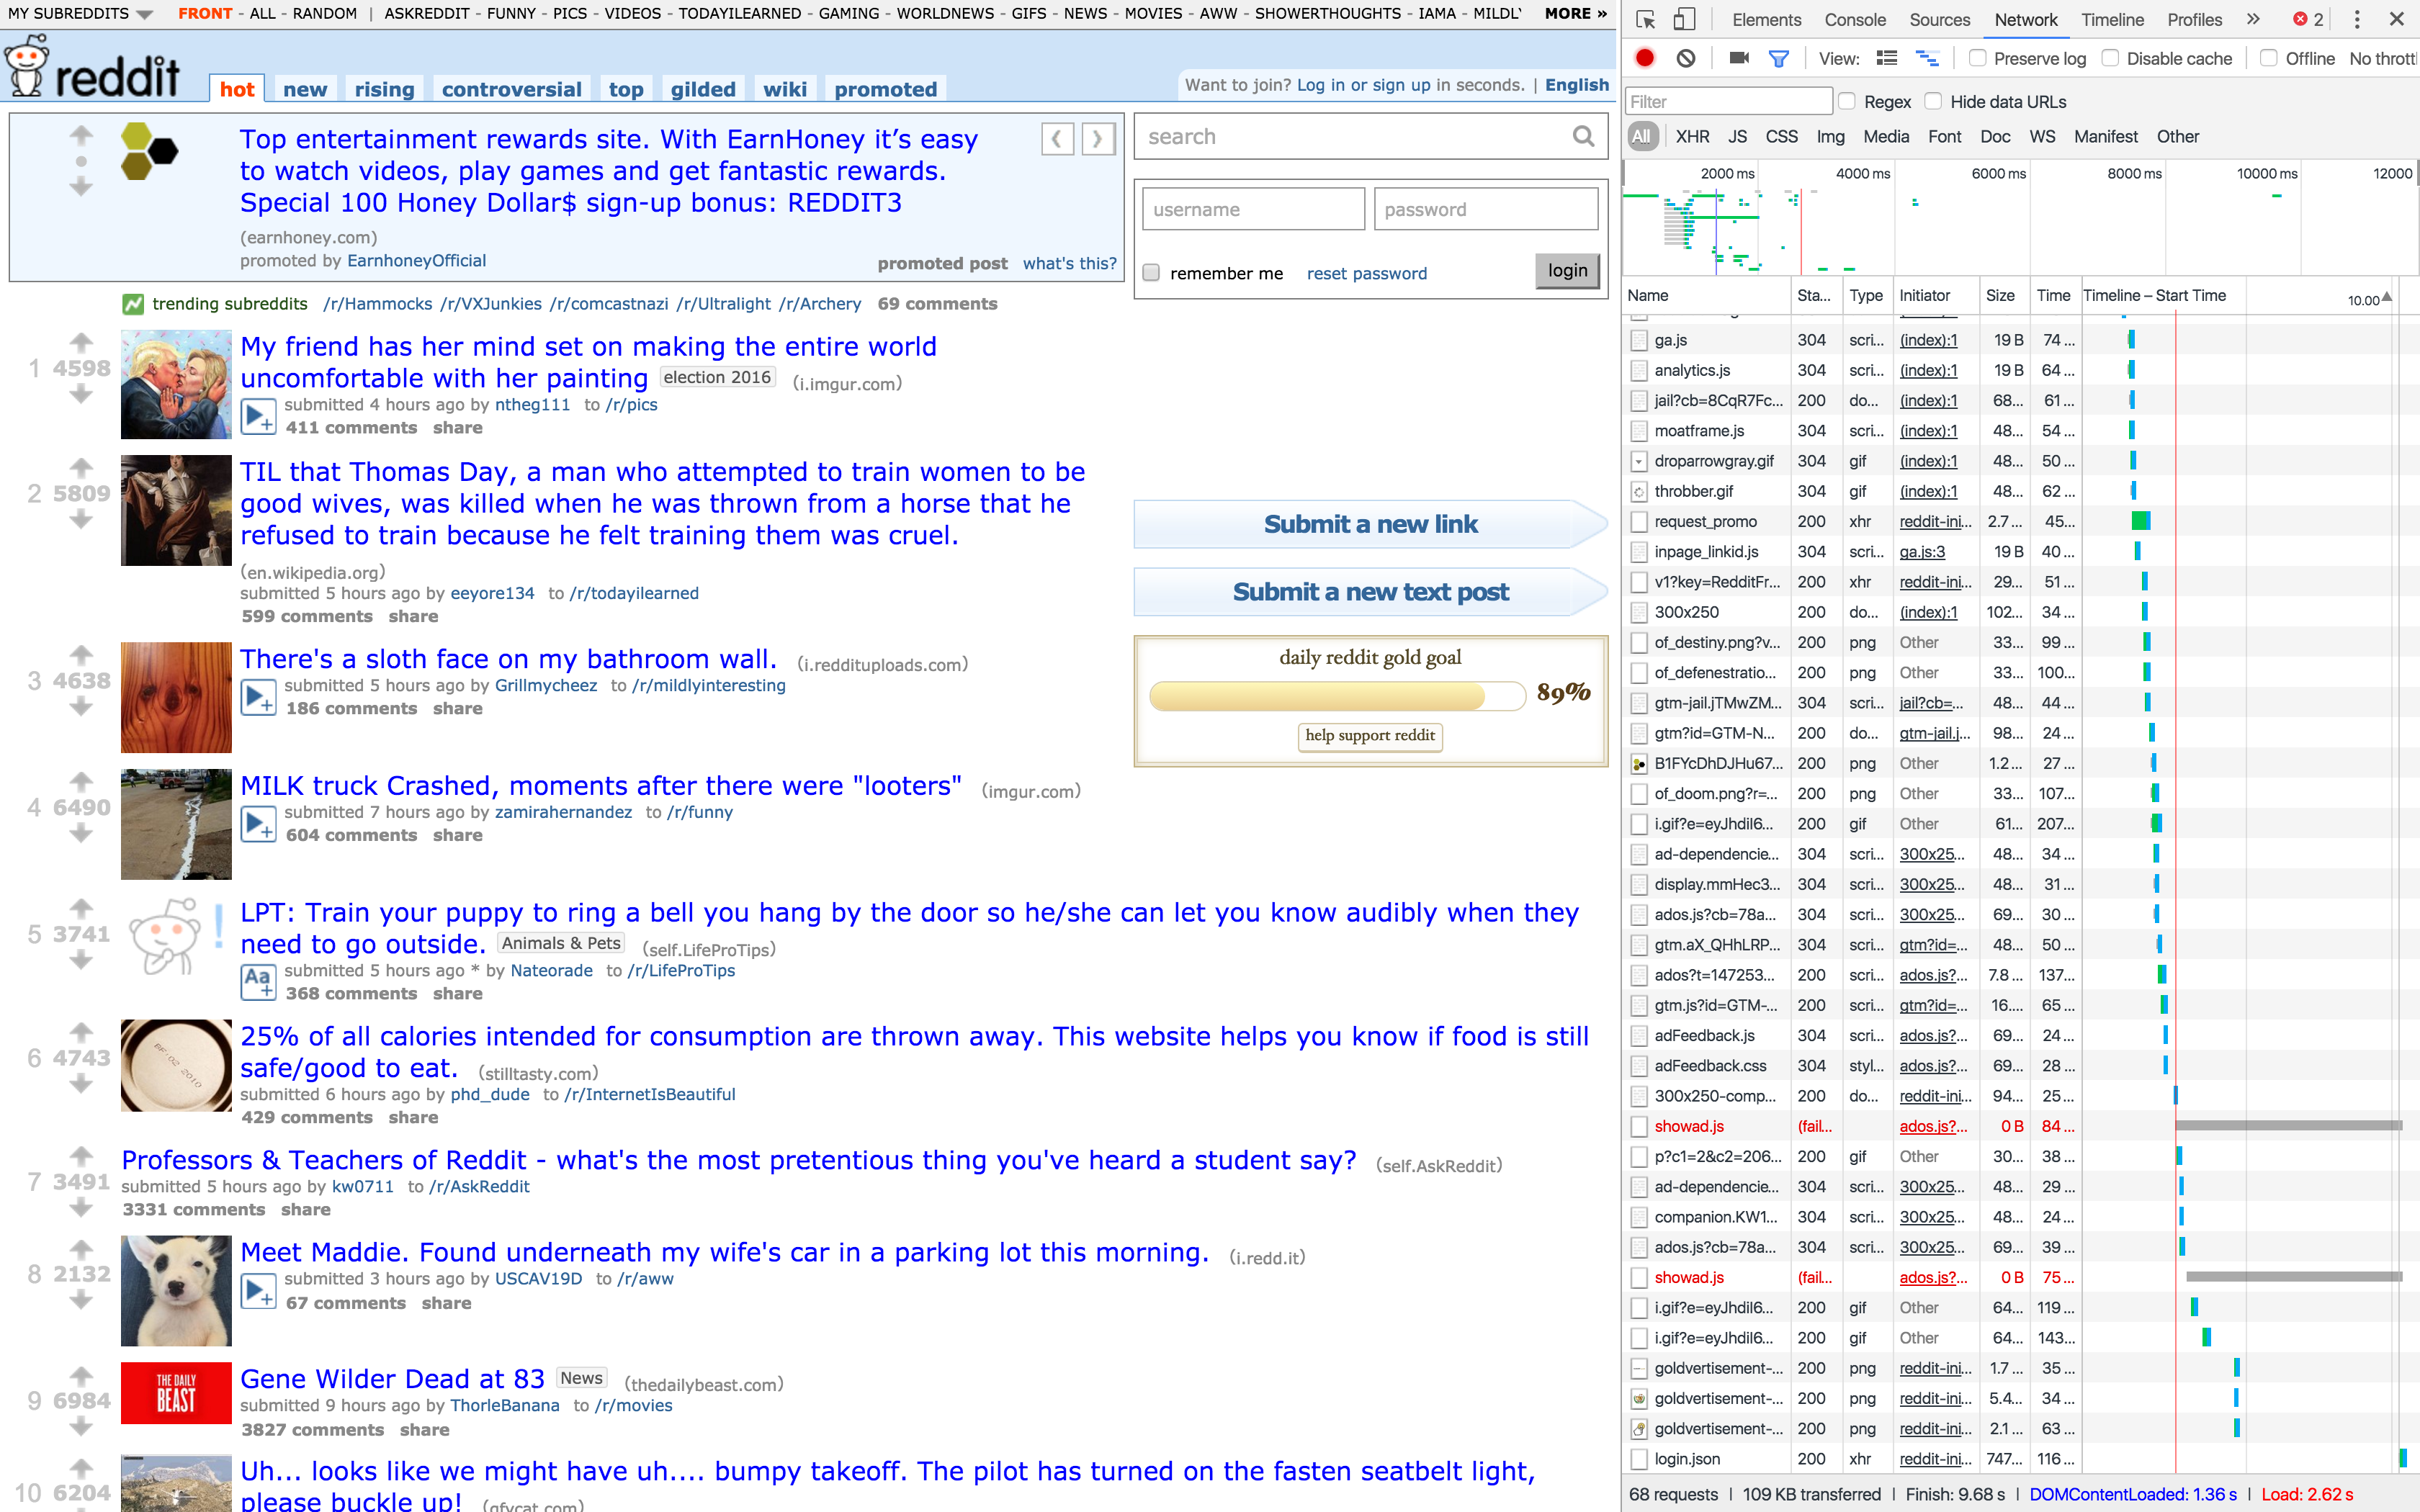 MY SUBREDDITS FRONT - ALL - RANDOM | ASKREDDIT - FUNNY - PICS - VIDEOS - TODAYILEARNED - GAMING - WORLDNEWS - GIFS - NEWS - MOVIES - AWW - SHOWERTHOUGHTS - IAMA - MILDLY MORE »
reddit hot new rising controversial top gilded wiki promoted
Want to join? Log in or sign up in seconds. | English
Top entertainment rewards site. With EarnHoney it’s easy
to watch videos, play games and get fantastic rewards.
Special 100 Honey Dollar$ sign-up bonus: REDDIT3
(earnhoney.com)
promoted by EarnhoneyOfficial
promoted post what's this?
trending subreddits /r/Hammocks /r/VXJunkies /r/comcastnazi /r/Ultralight /r/Archery 69 comments
1 4598
My friend has her mind set on making the entire world
uncomfortable with her painting election 2016 (i.imgur.com)
submitted 4 hours ago by ntheg111 to /r/pics
411 comments share
2 5809
TIL that Thomas Day, a man who attempted to train women to be
good wives, was killed when he was thrown from a horse that he
refused to train because he felt training them was cruel.
(en.wikipedia.org)
submitted 5 hours ago by eeyore134 to /r/todayilearned
599 comments share
3 4638
There's a sloth face on my bathroom wall. (i.reddituploads.com)
submitted 5 hours ago by Grillmycheez to /r/mildlyinteresting
186 comments share
4 6490
MILK truck Crashed, moments after there were "looters" (imgur.com)
submitted 7 hours ago by zamirahernandez to /r/funny
604 comments share
5 3741
LPT: Train your puppy to ring a bell you hang by the door so he/she can let you know audibly when they
need to go outside. Animals & Pets (self.LifeProTips)
Aa+
submitted 5 hours ago * by Nateorade to /r/LifeProTips
368 comments share
6 4743
25% of all calories intended for consumption are thrown away. This website helps you know if food is still
safe/good to eat. (stilltasty.com)
submitted 6 hours ago by phd_dude to /r/InternetIsBeautiful
429 comments share
7 3491
Professors & Teachers of Reddit - what's the most pretentious thing you've heard a student say? (self.AskReddit)
submitted 5 hours ago by kw0711 to /r/AskReddit
3331 comments share
8 2132
Meet Maddie. Found underneath my wife's car in a parking lot this morning. (i.redd.it)
submitted 3 hours ago by USCAV19D to /r/aww
67 comments share
9 6984
THE DAILY
BEAST
Gene Wilder Dead at 83 News (thedailybeast.com)
submitted 9 hours ago by ThorleBanana to /r/movies
3827 comments share
10 6204
Uh... looks like we might have uh.... bumpy takeoff. The pilot has turned on the fasten seatbelt light,
please buckle up! (gfycat.com)
search
username password
remember me reset password login
Submit a new link
Submit a new text post
daily reddit gold goal
89%
help support reddit
Elements Console Sources Network Timeline Profiles » 2
View: Preserve log Disable cache Offline No thrott
Filter Regex Hide data URLs
All XHR JS CSS Img Media Font Doc WS Manifest Other
2000 ms 4000 ms 6000 ms 8000 ms 10000 ms 12000
Name Sta... Type Initiator Size Time Timeline – Start Time 10.00
ga.js 304 scri... (index):1 19 B 74 ...
analytics.js 304 scri... (index):1 19 B 64 ...
jail?cb=8CqR7Fc... 200 do... (index):1 68... 61 ...
moatframe.js 304 scri... (index):1 48... 54 ...
droparrowgray.gif 304 gif (index):1 48... 50 ...
throbber.gif 304 gif (index):1 48... 62 ...
request_promo 200 xhr reddit-ini... 2.7 ... 45...
inpage_linkid.js 304 scri... ga.js:3 19 B 40 ...
v1?key=RedditFr... 200 xhr reddit-ini... 29... 51 ...
300x250 200 do... (index):1 102... 34 ...
of_destiny.png?v... 200 png Other 33... 99 ...
of_defenestratio... 200 png Other 33... 100...
gtm-jail.jTMwZM... 304 scri... jail?cb=... 48... 44 ...
gtm?id=GTM-N... 200 do... gtm-jail.j... 98... 24 ...
B1FYcDhDJHu67... 200 png Other 1.2 ... 27 ...
of_doom.png?r=... 200 png Other 33... 107...
i.gif?e=eyJhdiI6... 200 gif Other 61... 207...
ad-dependencie... 304 scri... 300x25... 48... 34 ...
display.mmHec3... 304 scri... 300x25... 48... 31 ...
ados.js?cb=78a... 304 scri... 300x25... 69... 30 ...
gtm.aX_QHhLRP... 304 scri... gtm?id=... 48... 50 ...
ados?t=147253... 200 scri... ados.js?... 7.8 ... 137...
gtm.js?id=GTM-... 200 scri... gtm?id=... 16.... 65 ...
adFeedback.js 304 scri... ados.js?... 69... 24 ...
adFeedback.css 304 styl... ados.js?... 69... 28 ...
300x250-comp... 200 do... reddit-ini... 94... 25 ...
showad.js (fail... ados.js?... 0 B 84 ...
p?c1=2&c2=206... 200 gif Other 30... 38 ...
ad-dependencie... 304 scri... 300x25... 48... 29 ...
companion.KW1... 304 scri... 300x25... 48... 24 ...
ados.js?cb=78a... 304 scri... 300x25... 69... 39 ...
showad.js (fail... ados.js?... 0 B 75 ...
i.gif?e=eyJhdiI6... 200 gif Other 64... 119 ...
i.gif?e=eyJhdiI6... 200 gif Other 64... 143...
goldvertisement-... 200 png reddit-ini... 1.7 ... 35 ...
goldvertisement-... 200 png reddit-ini... 5.4... 34 ...
goldvertisement-... 200 png reddit-ini... 2.1 ... 63 ...
login.json 200 xhr reddit-ini... 747... 116 ...
68 requests | 109 KB transferred | Finish: 9.68 s | DOMContentLoaded: 1.36 s | Load: 2.62 s